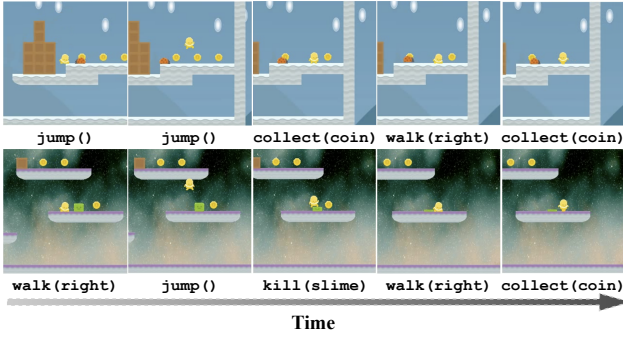 jump() jump() collect(coin) walk(right) collect(coin)
walk(right) jump() kill(slime) walk(right) collect(coin)
Time